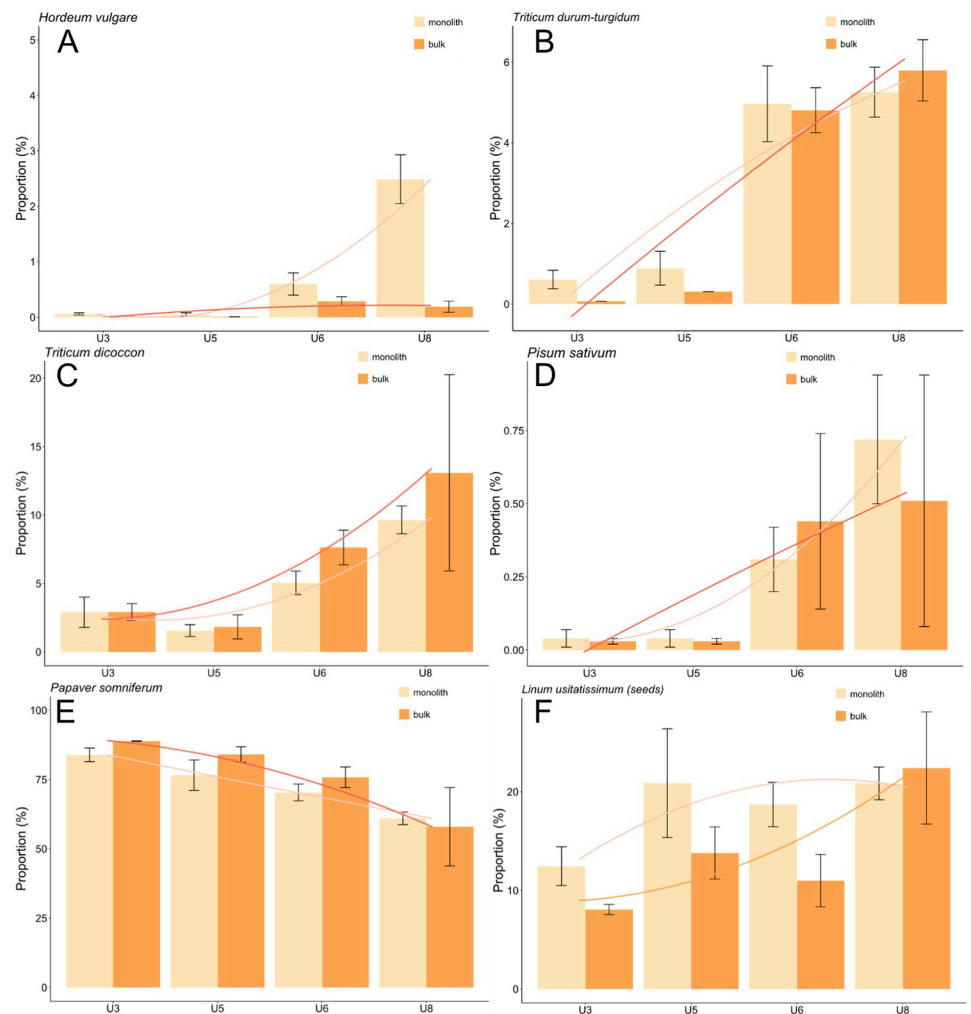 Hordeum vulgare
A
monolith
bulk
5
4
3
2
1
0
Proportion (%)
U3 U5 U6 U8
Triticum durum-turgidum
B
monolith
bulk
6
4
2
0
Proportion (%)
U3 U5 U6 U8
Triticum dicoccon
C
monolith
bulk
20
15
10
5
0
Proportion (%)
U3 U5 U6 U8
Pisum sativum
D
monolith
bulk
0.75
0.50
0.25
0.00
Proportion (%)
U3 U5 U6 U8
Papaver somniferum
E
monolith
bulk
100
75
50
25
0
Proportion (%)
U3 U5 U6 U8
Linum usitatissimum (seeds)
F
monolith
bulk
20
10
0
Proportion (%)
U3 U5 U6 U8